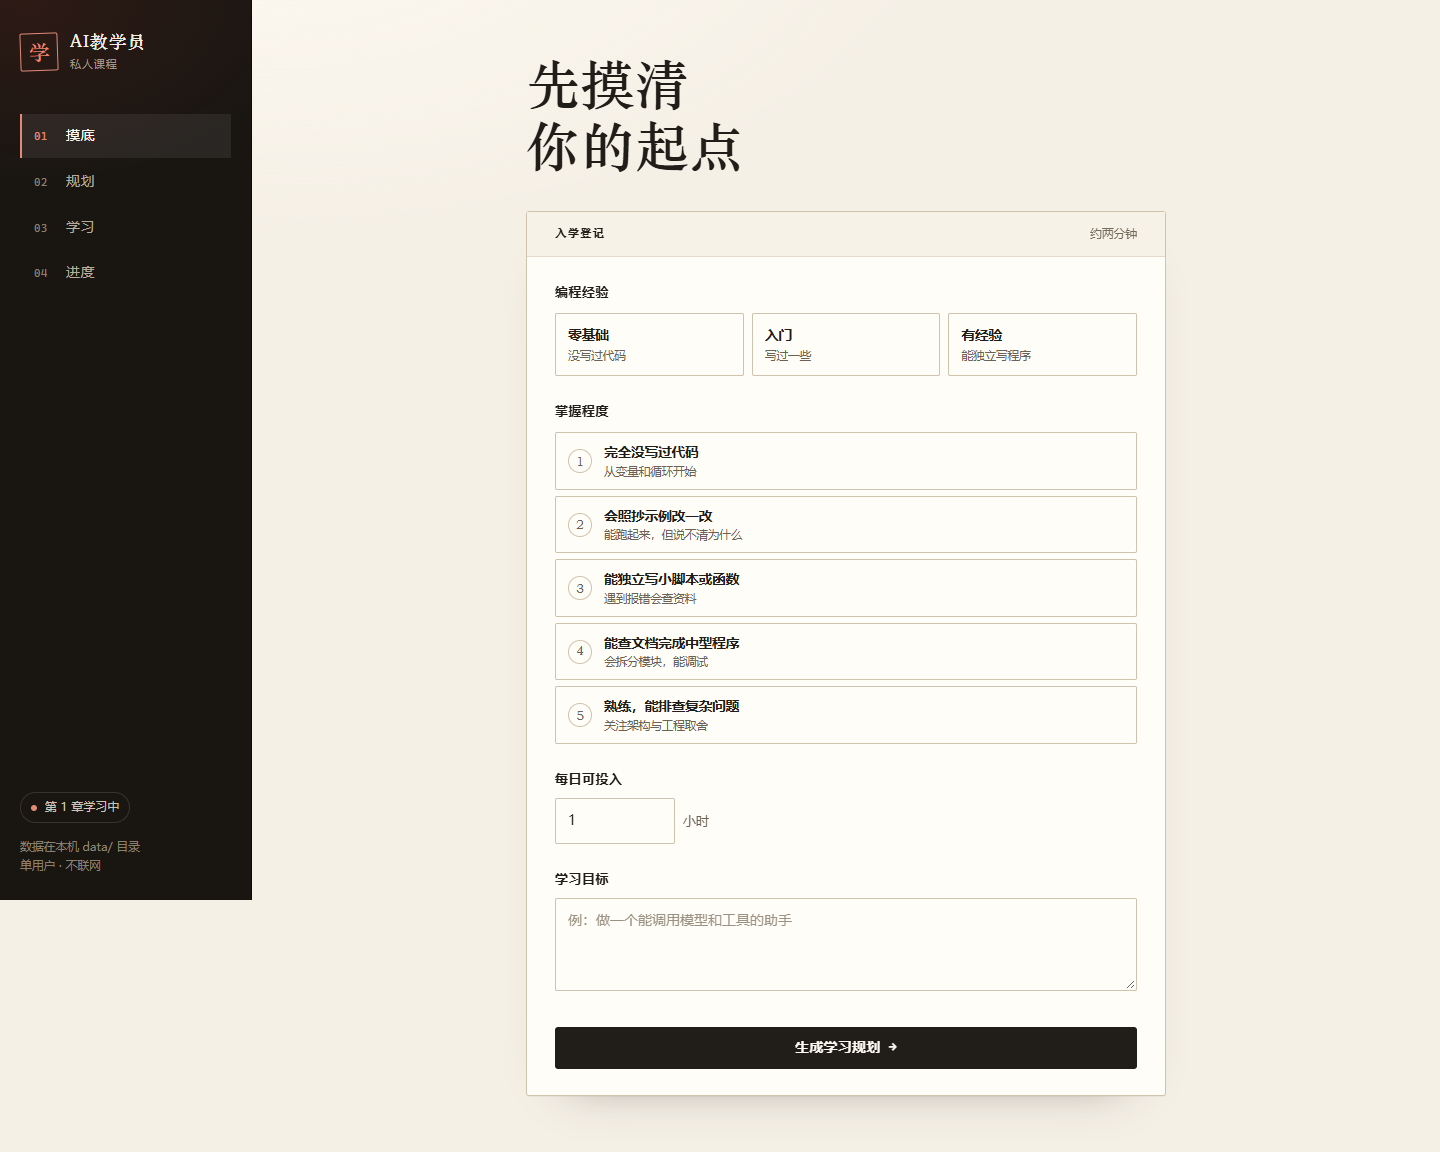 学
AI教学员
私人课程
01 摸底
02 规划
03 学习
04 进度
第 1 章学习中
数据在本机 data/ 目录
单用户 · 不联网
先摸清
你的起点
入学登记
约两分钟
编程经验
零基础
没写过代码
入门
写过一些
有经验
能独立写程序
掌握程度
1
完全没写过代码
从变量和循环开始
2
会照抄示例改一改
能跑起来，但说不清为什么
3
能独立写小脚本或函数
遇到报错会查资料
4
能查文档完成中型程序
会拆分模块，能调试
5
熟练，能排查复杂问题
关注架构与工程取舍
每日可投入
1 小时
学习目标
例：做一个能调用模型和工具的助手
生成学习规划 →